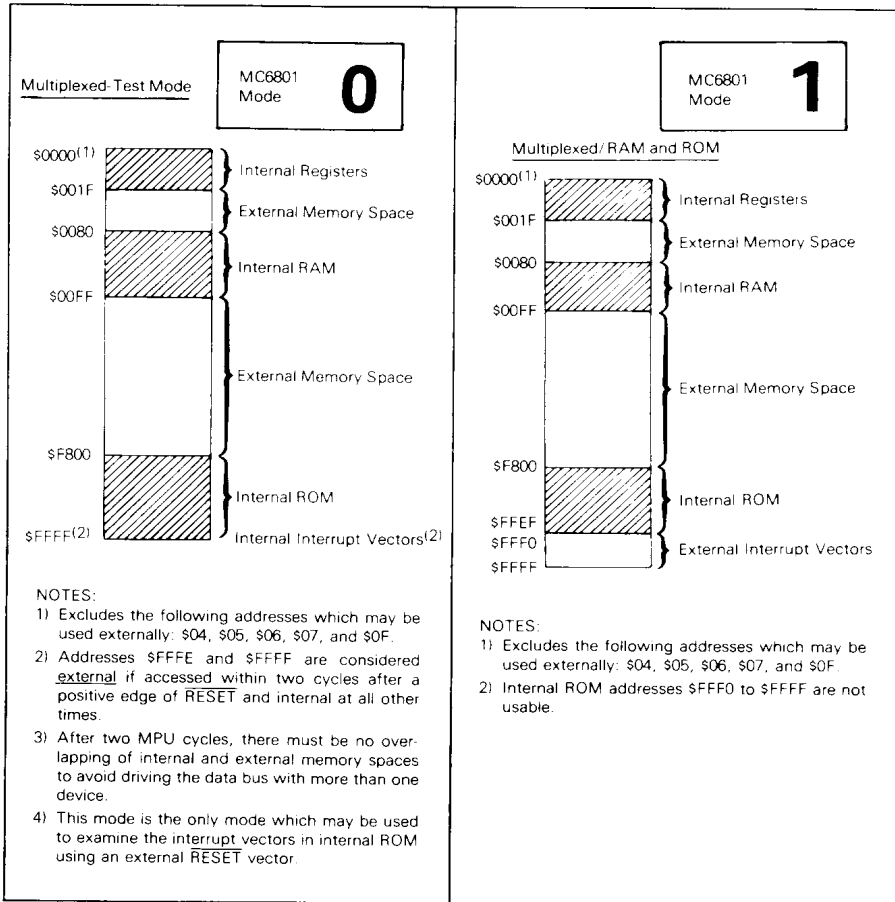 Multiplexed-Test Mode
MC6801
Mode
0
$0000(1)
Internal Registers
$001F
External Memory Space
$0080
Internal RAM
$00FF
External Memory Space
$F800
Internal ROM
$FFFF(2)
Internal Interrupt Vectors(2)
NOTES:
1) Excludes the following addresses which may be
used externally: $04, $05, $06, $07, and $0F.
2) Addresses $FFFE and $FFFF are considered
external if accessed within two cycles after a
positive edge of RESET and internal at all other
times.
3) After two MPU cycles, there must be no over-
lapping of internal and external memory spaces
to avoid driving the data bus with more than one
device.
4) This mode is the only mode which may be used
to examine the interrupt vectors in internal ROM
using an external RESET vector.
MC6801
Mode
1
Multiplexed/RAM and ROM
$0000(1)
Internal Registers
$001F
External Memory Space
$0080
Internal RAM
$00FF
External Memory Space
$F800
Internal ROM
$FFEF
$FFF0
External Interrupt Vectors
$FFFF
NOTES:
1) Excludes the following addresses which may be
used externally: $04, $05, $06, $07, and $0F.
2) Internal ROM addresses $FFF0 to $FFFF are not
usable.